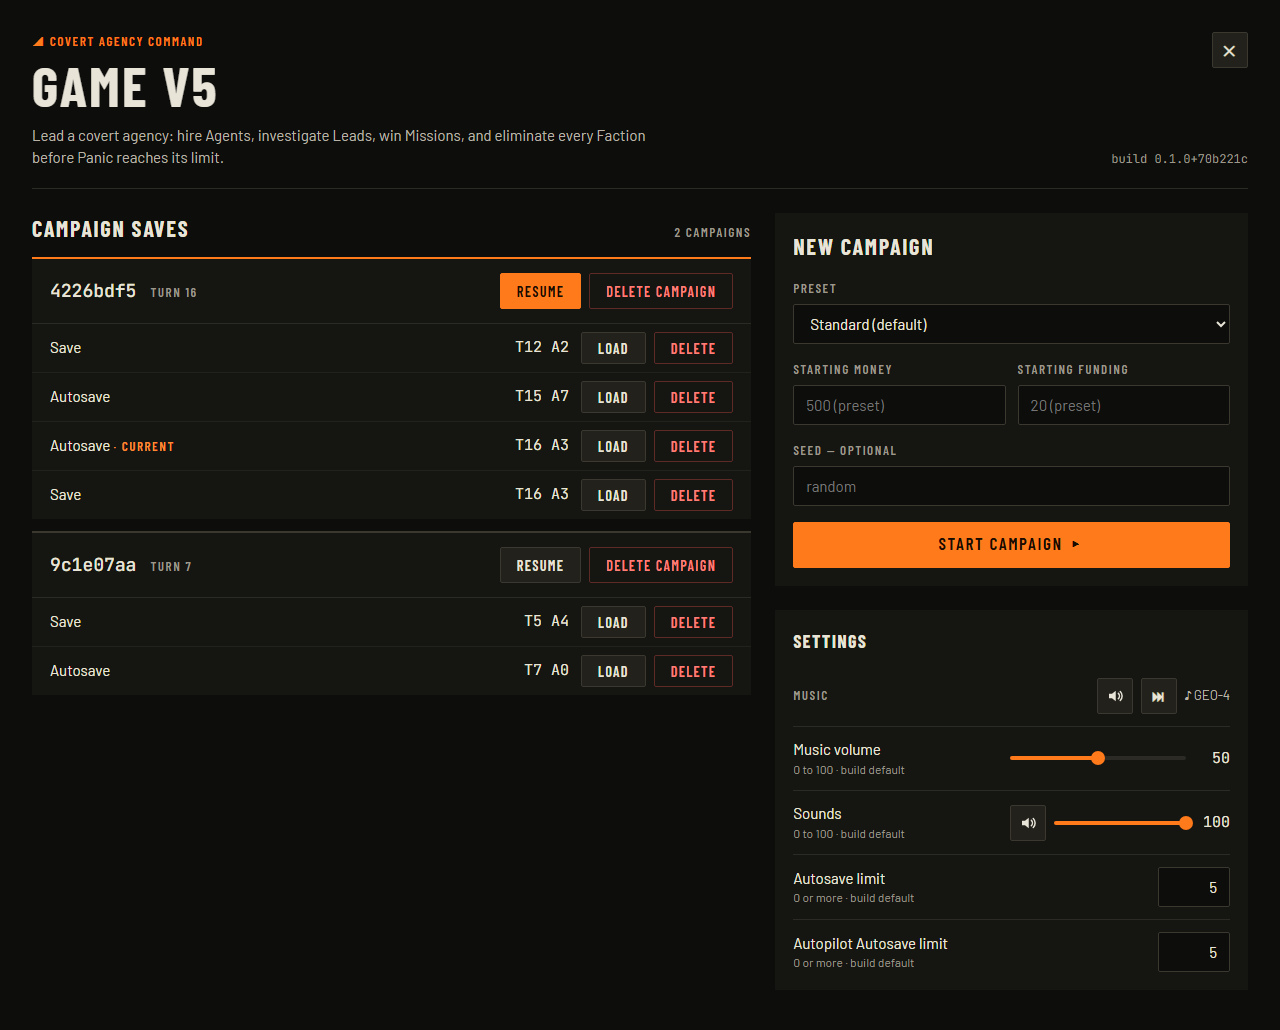 COVERT AGENCY COMMAND
GAME V5
Lead a covert agency: hire Agents, investigate Leads, win Missions, and eliminate every Faction
before Panic reaches its limit.
build 0.1.0+70b221c
CAMPAIGN SAVES
2 CAMPAIGNS
4226bdf5 TURN 16 RESUME DELETE CAMPAIGN
Save T12 A2 LOAD DELETE
Autosave T15 A7 LOAD DELETE
Autosave · CURRENT T16 A3 LOAD DELETE
Save T16 A3 LOAD DELETE
9c1e07aa TURN 7 RESUME DELETE CAMPAIGN
Save T5 A4 LOAD DELETE
Autosave T7 A0 LOAD DELETE
NEW CAMPAIGN
PRESET
Standard (default)
STARTING MONEY STARTING FUNDING
500 (preset) 20 (preset)
SEED — OPTIONAL
random
START CAMPAIGN ▸
SETTINGS
MUSIC ♪ GEO-4
Music volume 50
0 to 100 · build default
Sounds 100
0 to 100 · build default
Autosave limit 5
0 or more · build default
Autopilot Autosave limit 5
0 or more · build default